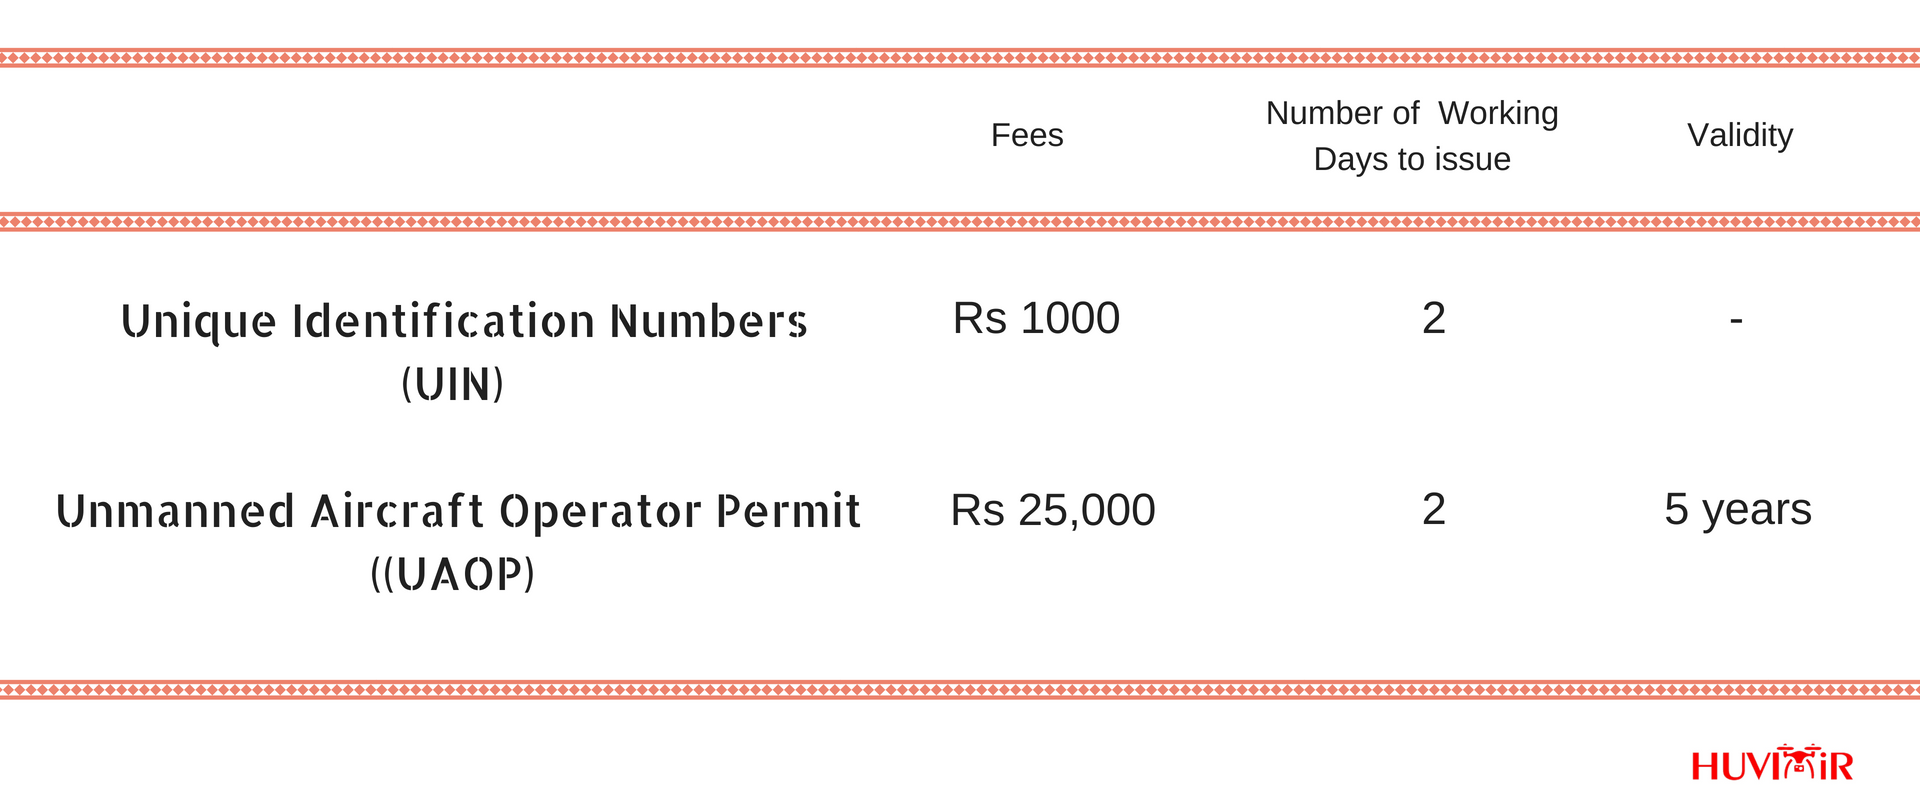 Fees
Number of  Working
Days to issue
Validity
Unique Identification Numbers
(UIN)
Rs 1000
2
-
Unmanned Aircraft Operator Permit
((UAOP)
Rs 25,000
2
5 years
HUVIAiR